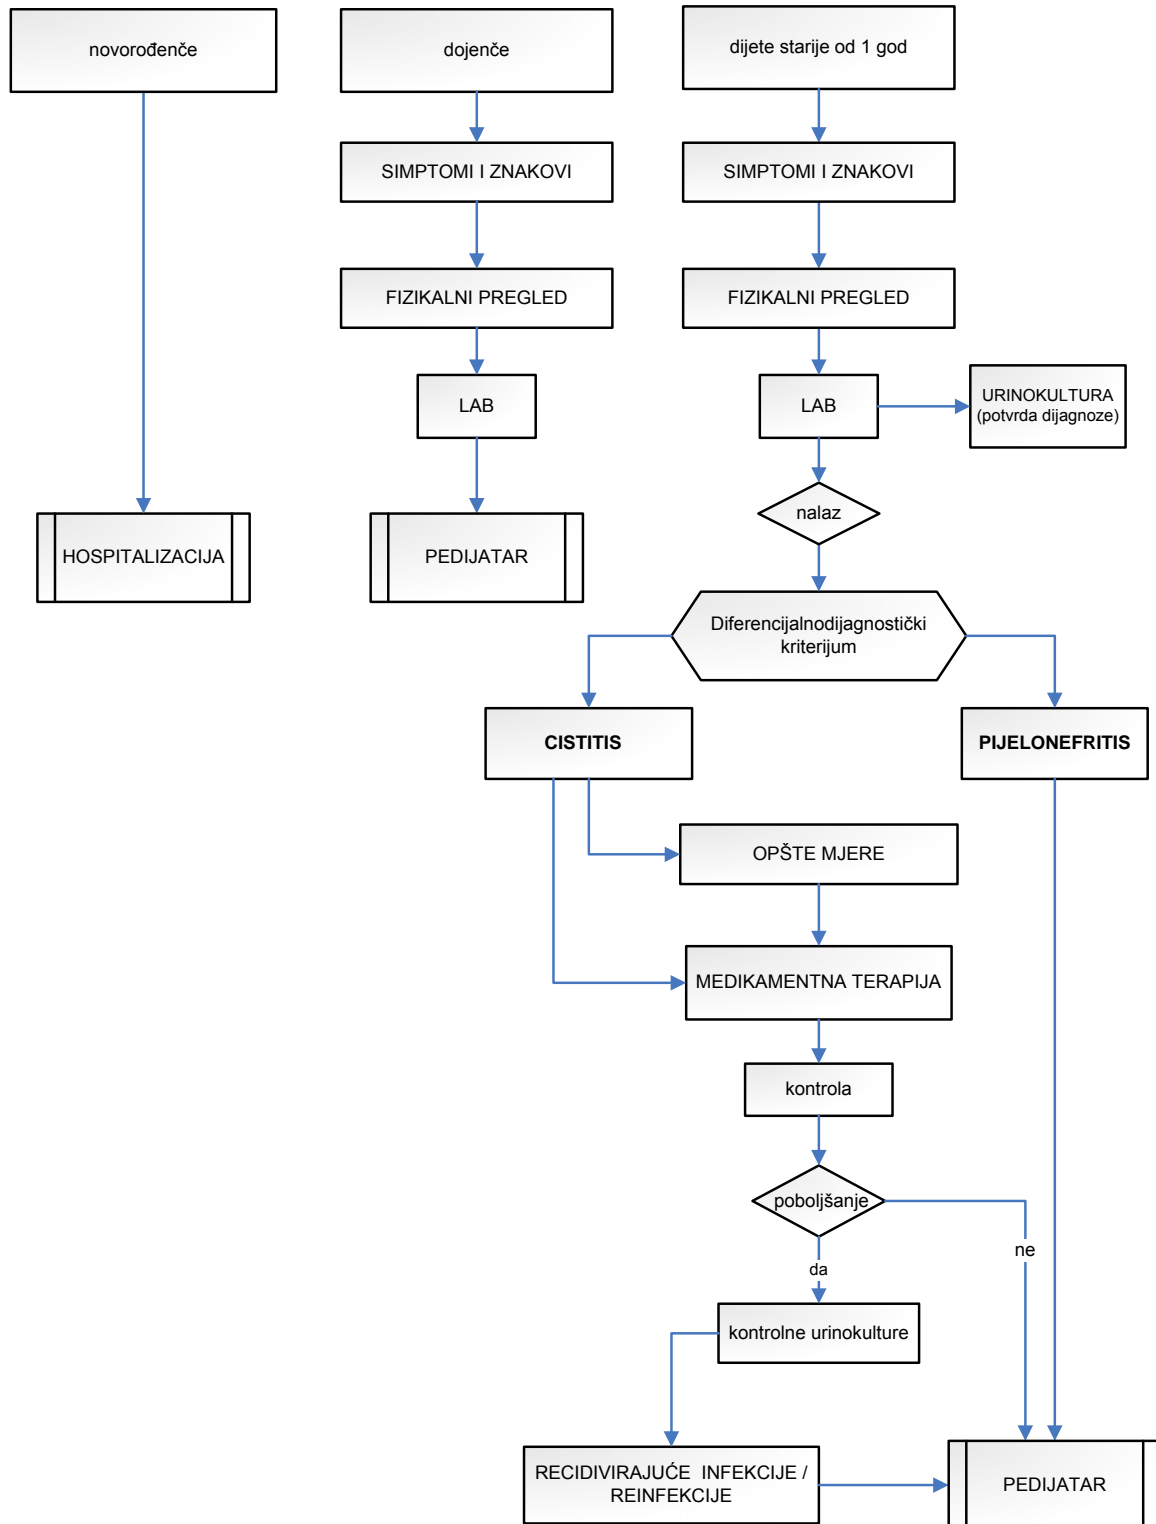 novorođenče
dojenče
dijete starije od 1 god
SIMPTOMI I ZNAKOVI
SIMPTOMI I ZNAKOVI
FIZIKALNI PREGLED
FIZIKALNI PREGLED
LAB
LAB
URINOKULTURA
(potvrda dijagnoze)
nalaz
HOSPITALIZACIJA
PEDIJATAR
Diferencijalnodijagnostički
kriterijum
CISTITIS
PIJELONEFRITIS
OPŠTE MJERE
MEDIKAMENTNA TERAPIJA
kontrola
poboljšanje
ne
da
kontrolne urinokulture
RECIDIVIRAJUĆE INFEKCIJE /
REINFEKCIJE
PEDIJATAR